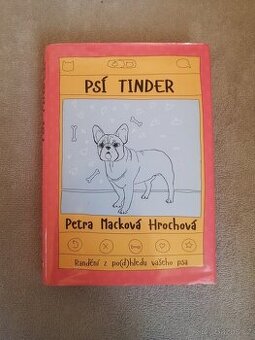 PSÍ TINDER
Petra Macková Hrochová
Randění z po(d)hledu vašeho psa